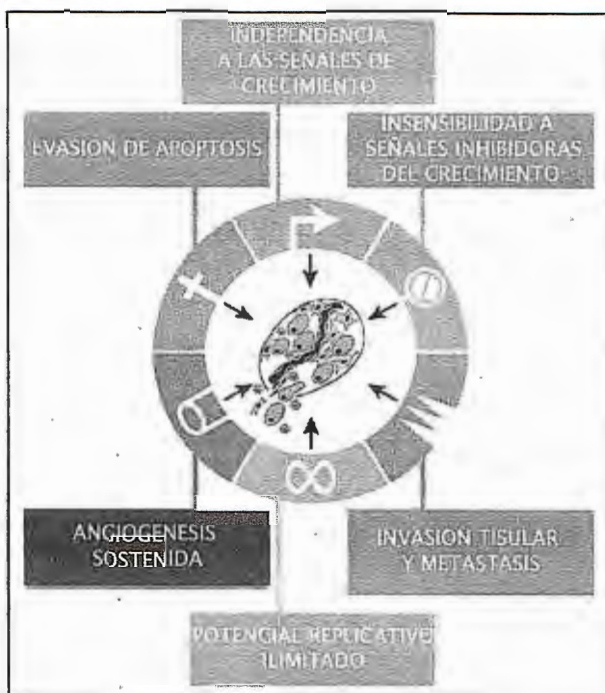 INDEPENDENCIA
A LAS SEÑALES DE
CRECIMIENTO
EVASION DE APOPTOSIS
INSENSIBILIDAD A
SEÑALES INHIBIDORAS
DEL CRECIMIENTO
ANGIOGENESIS
SOSTENIDA
INVASION TISULAR
Y METASTASIS
POTENCIAL REPLICATIVO
ILIMITADO